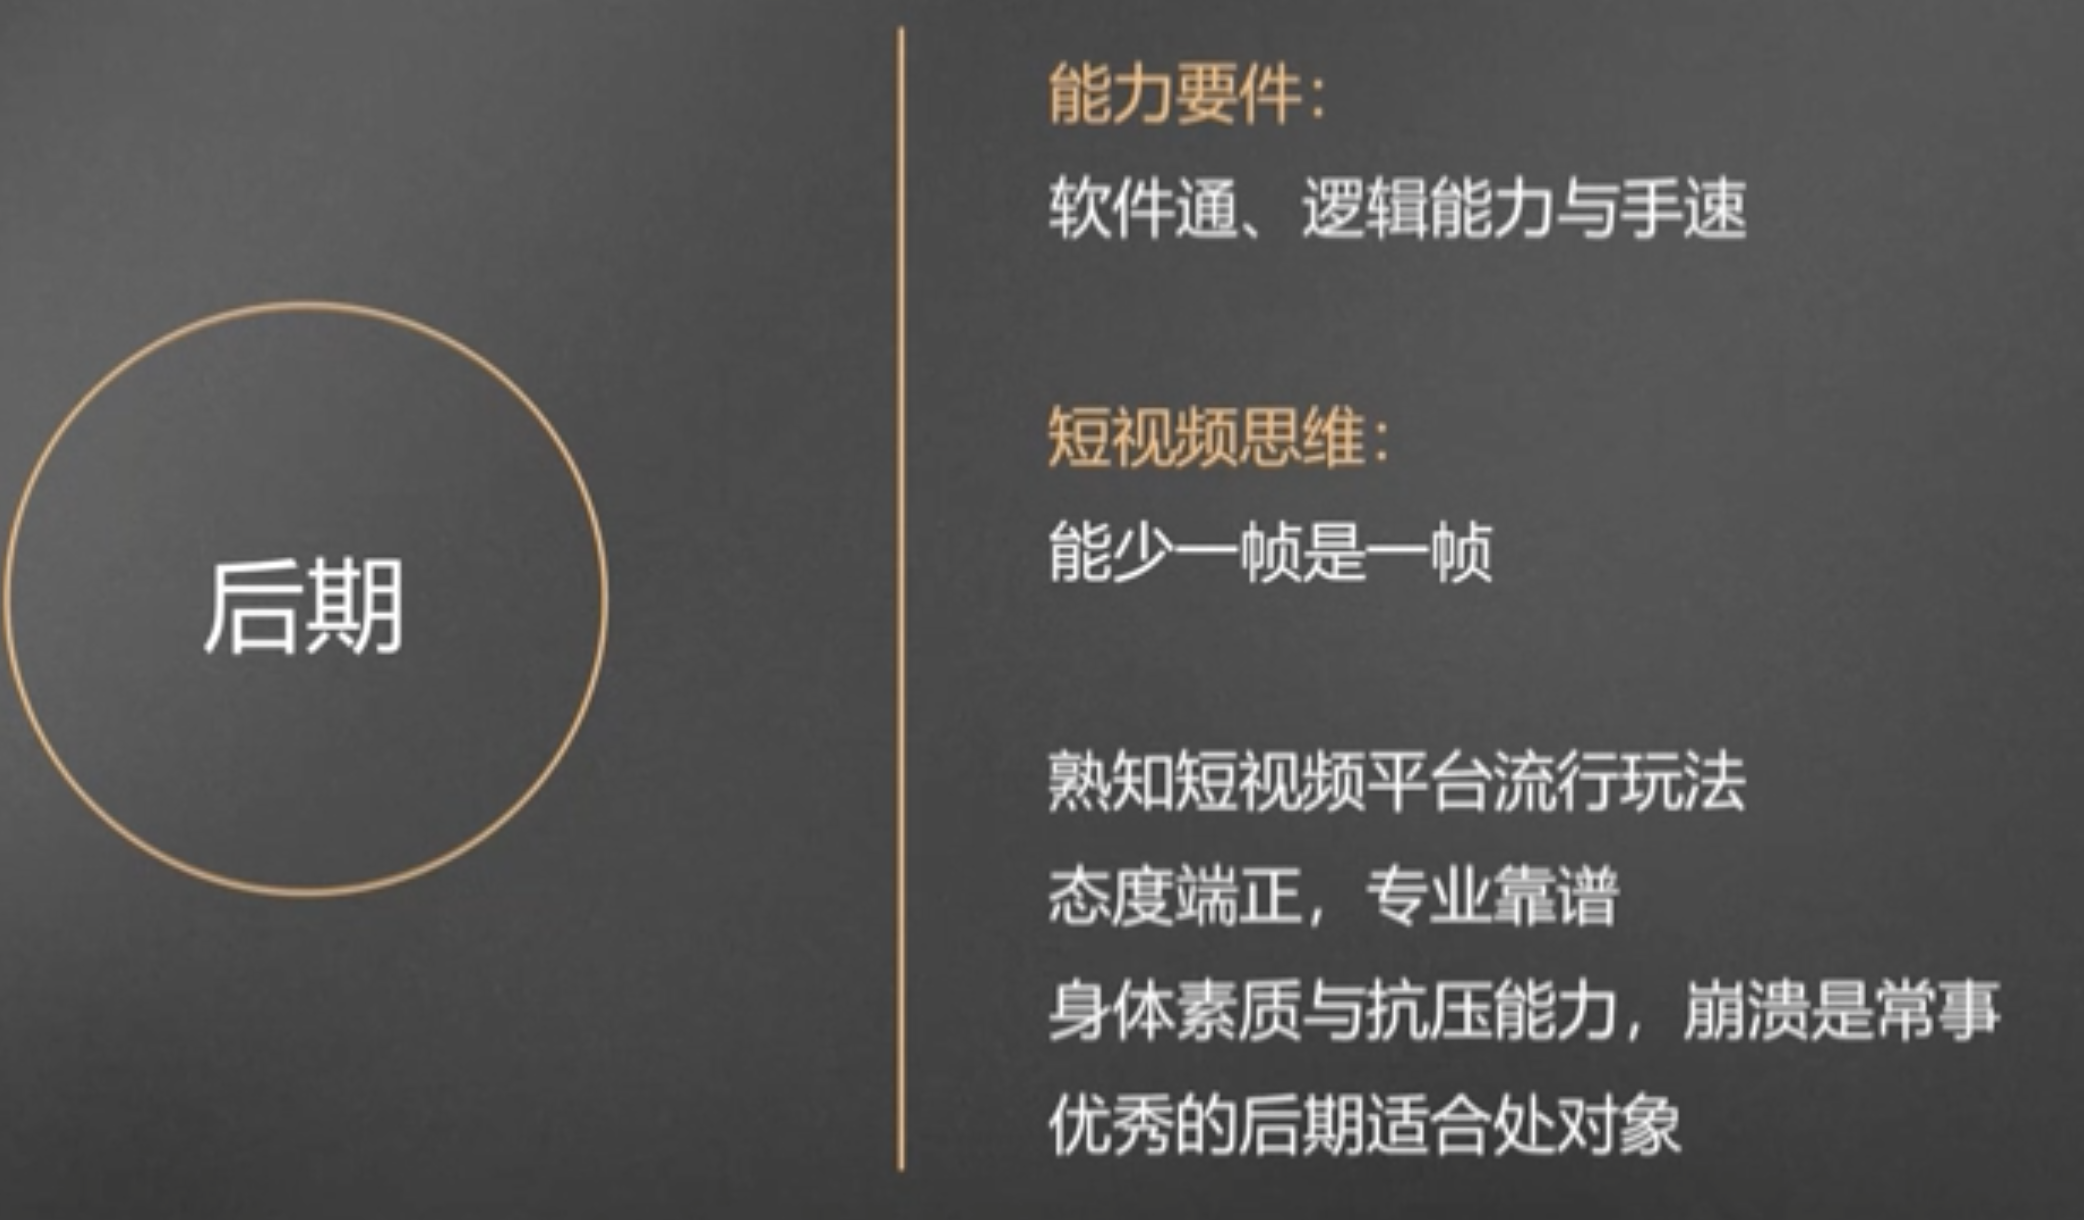 后期
能力要件：
软件通、逻辑能力与手速
短视频思维：
能少一帧是一帧
熟知短视频平台流行玩法
态度端正，专业靠谱
身体素质与抗压能力，崩溃是常事
优秀的后期适合处对象